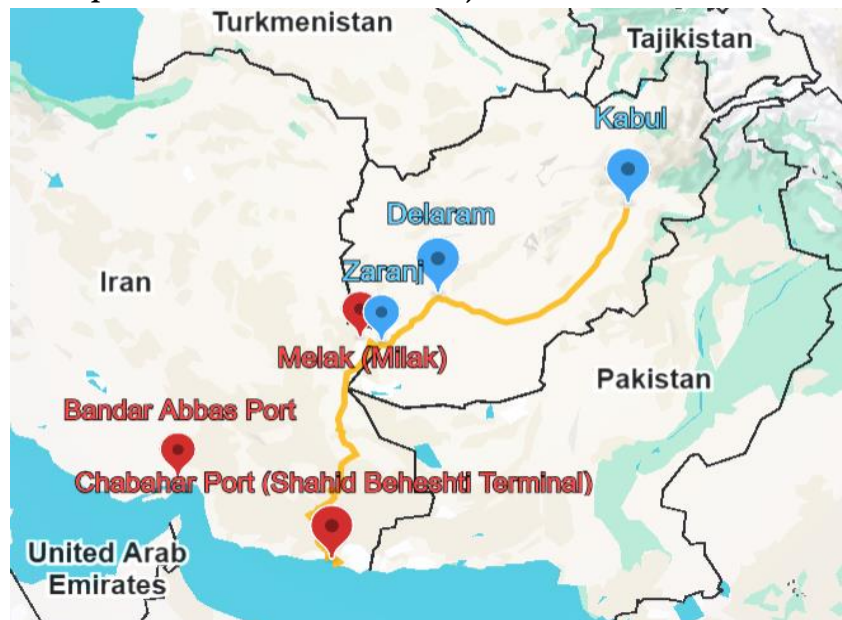 Turkmenistan
Tajikistan
Kabul
Delaram
Zaranj
Iran
Melak (Milak)
Pakistan
Bandar Abbas Port
Chabahar Port (Shahid Behashti Terminal)
United Arab
Emirates